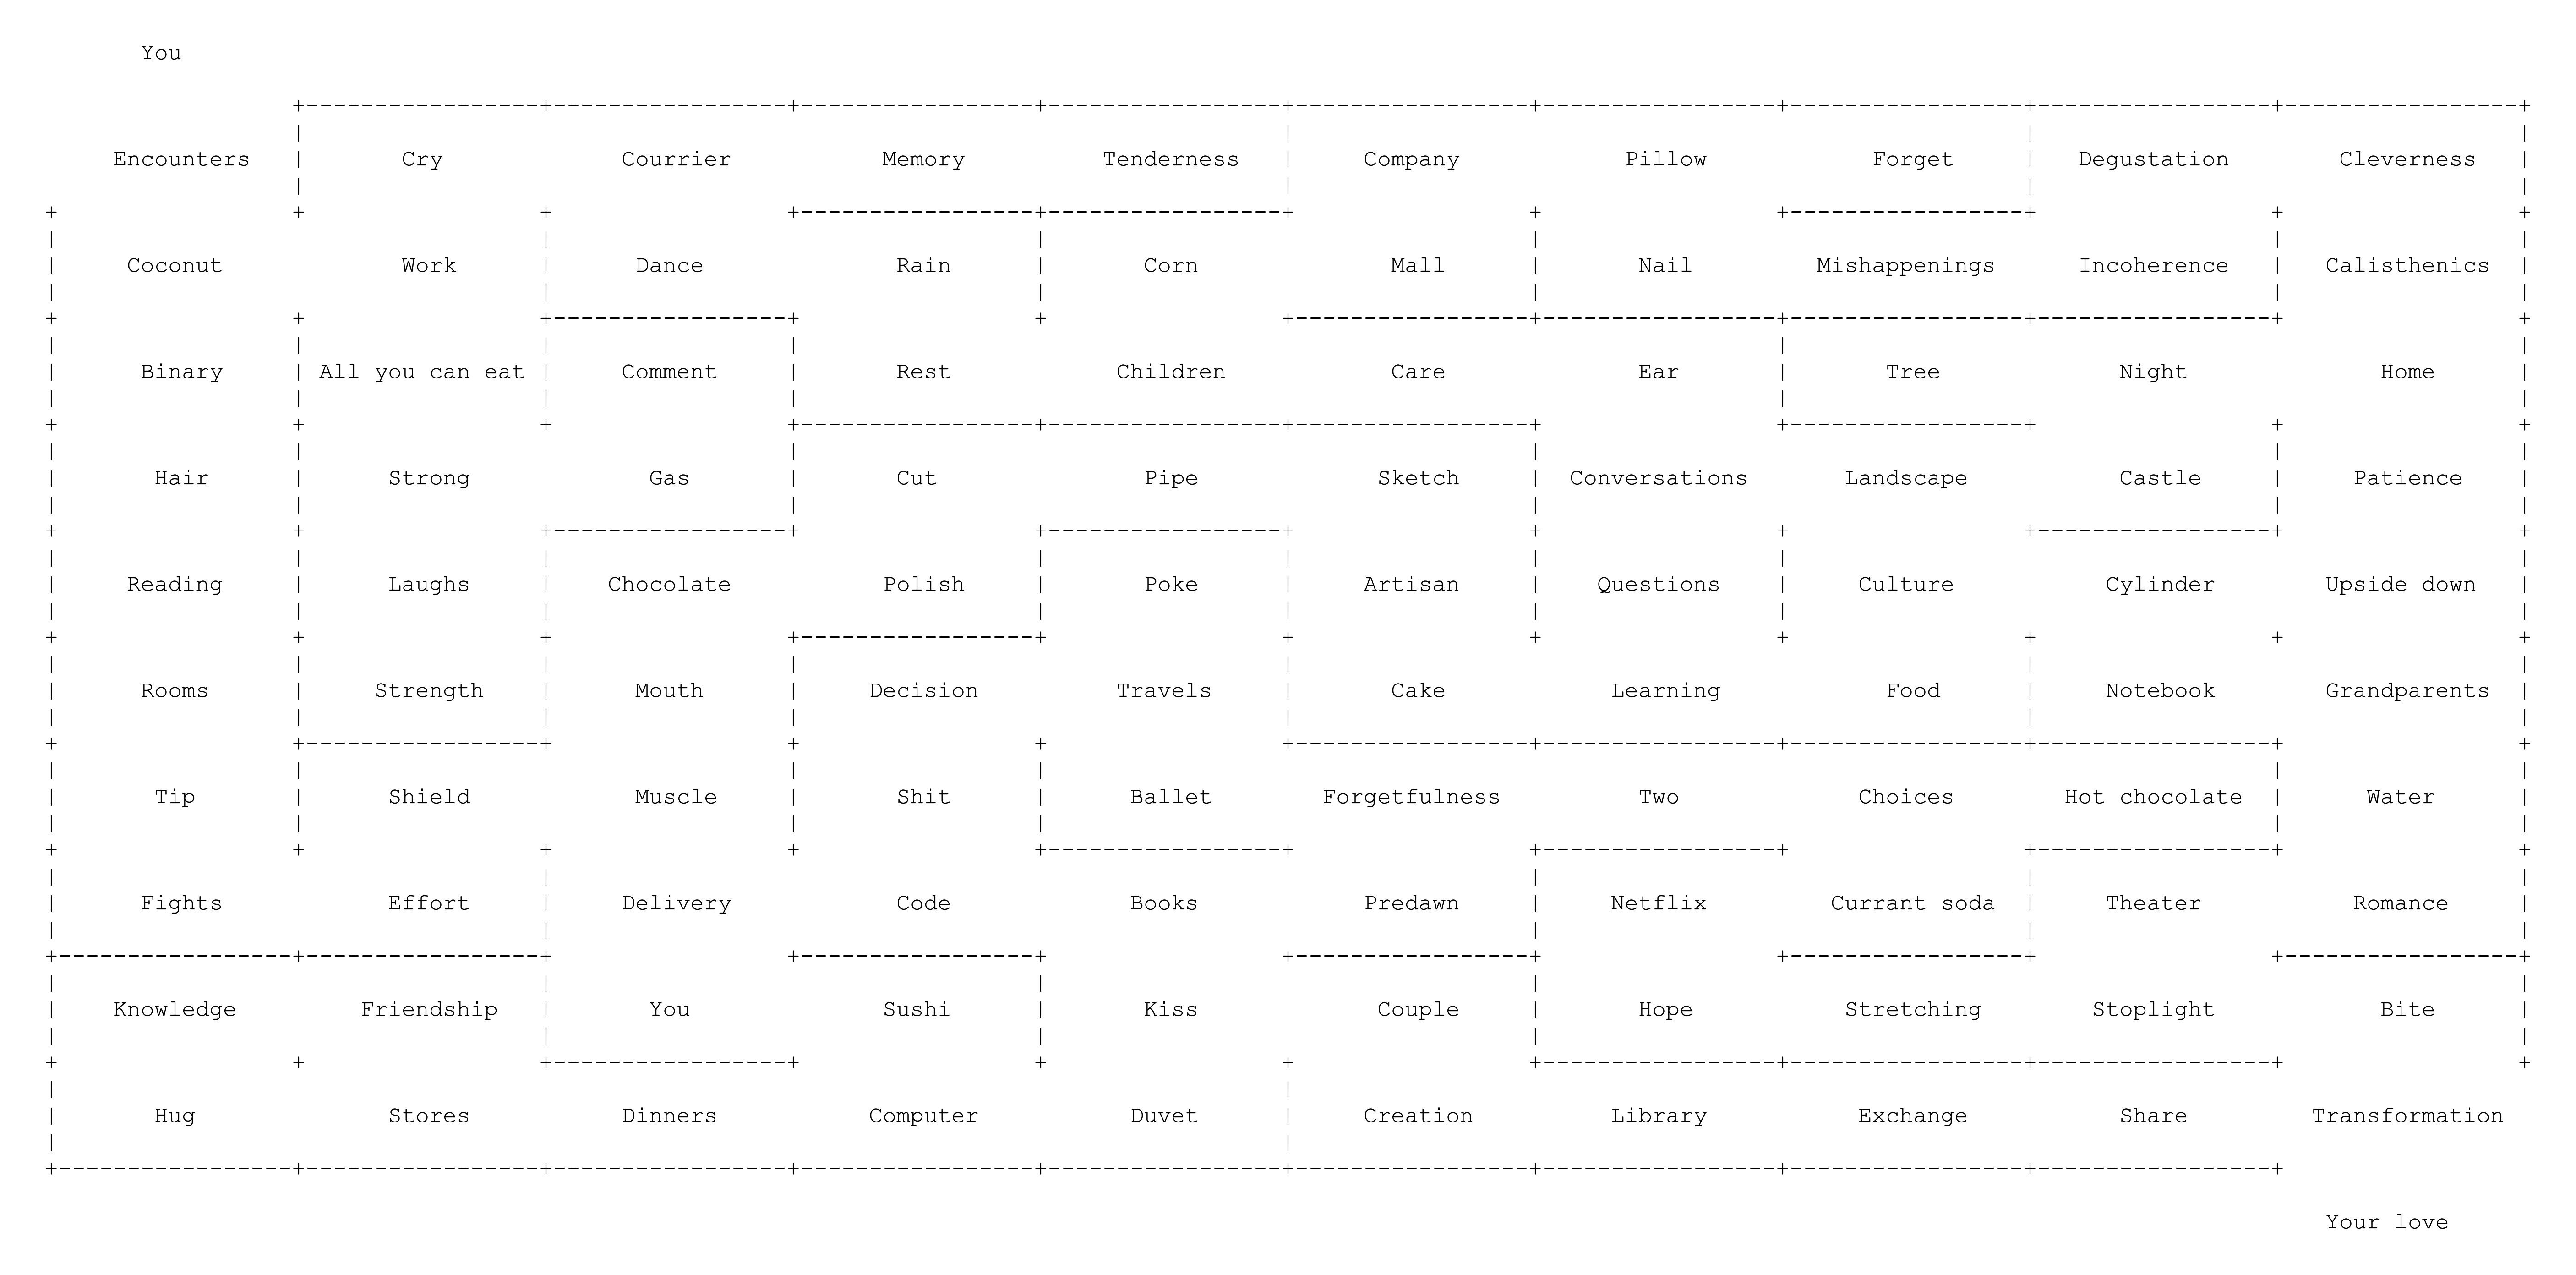 You
Encounters Cry Courrier Memory Tenderness Company Pillow Forget Degustation Cleverness
Coconut Work Dance Rain Corn Mall Nail Mishappenings Incoherence Calisthenics
Binary All you can eat Comment Rest Children Care Ear Tree Night Home
Hair Strong Gas Cut Pipe Sketch Conversations Landscape Castle Patience
Reading Laughs Chocolate Polish Poke Artisan Questions Culture Cylinder Upside down
Rooms Strength Mouth Decision Travels Cake Learning Food Notebook Grandparents
Tip Shield Muscle Shit Ballet Forgetfulness Two Choices Hot chocolate Water
Fights Effort Delivery Code Books Predawn Netflix Currant soda Theater Romance
Knowledge Friendship You Sushi Kiss Couple Hope Stretching Stoplight Bite
Hug Stores Dinners Computer Duvet Creation Library Exchange Share Transformation
Your love